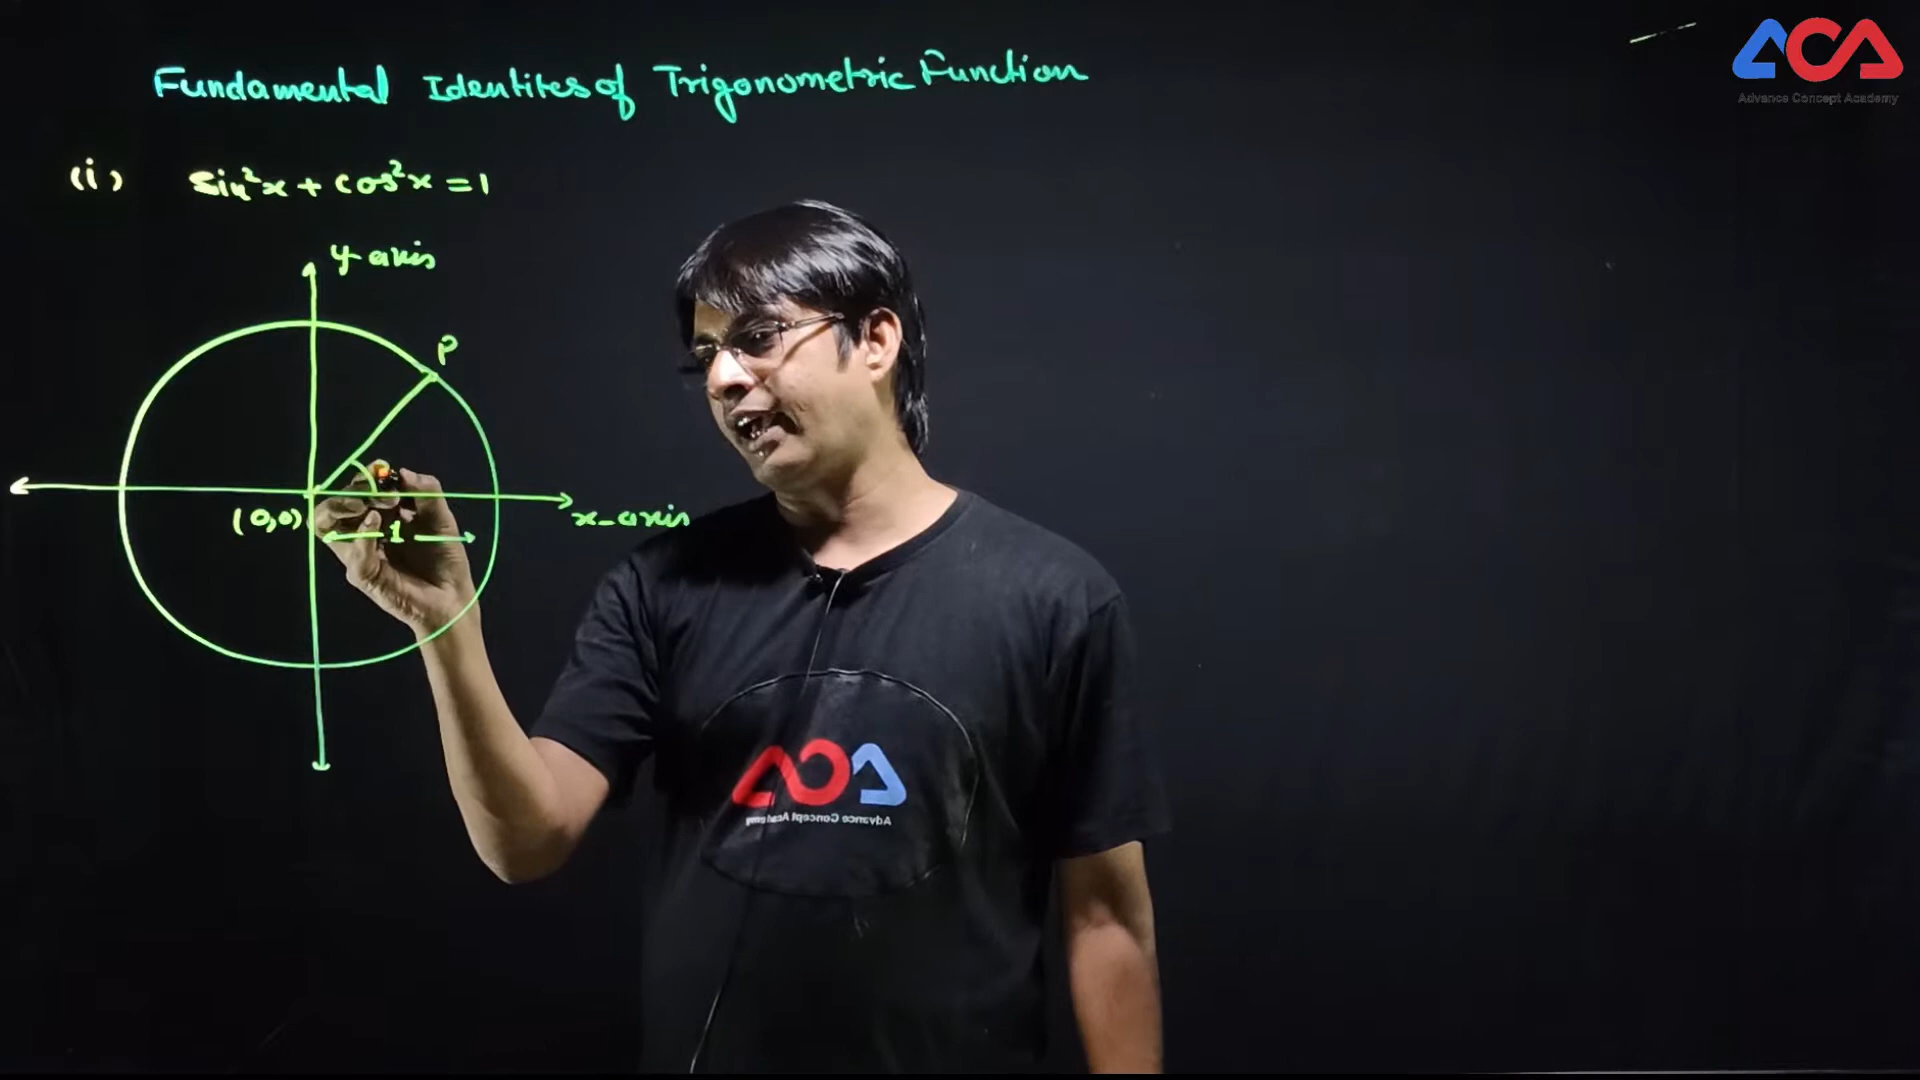 Fundamental Identites of Trigonometric Function
(i) sin²x + cos²x = 1
y axis
P
(0,0)
1
x-axis
ACA
Advance Concept Academy
ACA
Advance Concept Academy